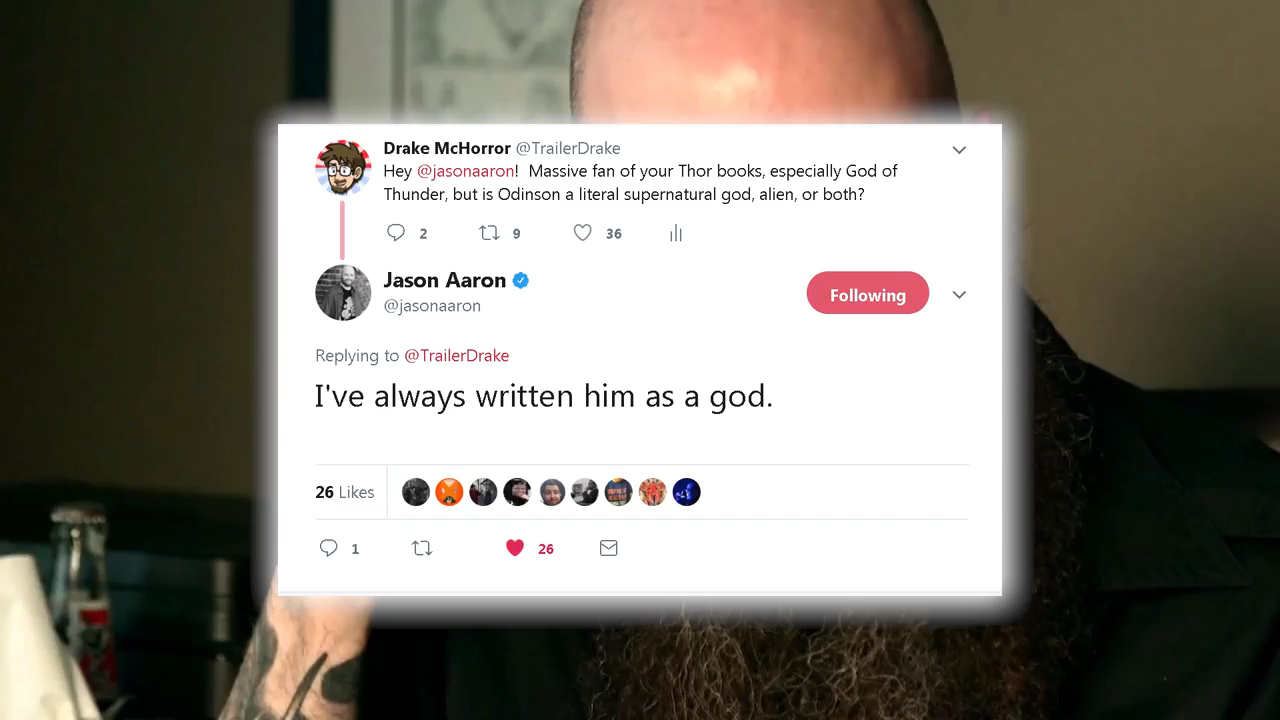 Drake McHorror @TrailerDrake
Hey @jasonaaron!  Massive fan of your Thor books, especially God of
Thunder, but is Odinson a literal supernatural god, alien, or both?
2 9 36
Jason Aaron
@jasonaaron
Following
Replying to @TrailerDrake
I've always written him as a god.
26 Likes
1 26